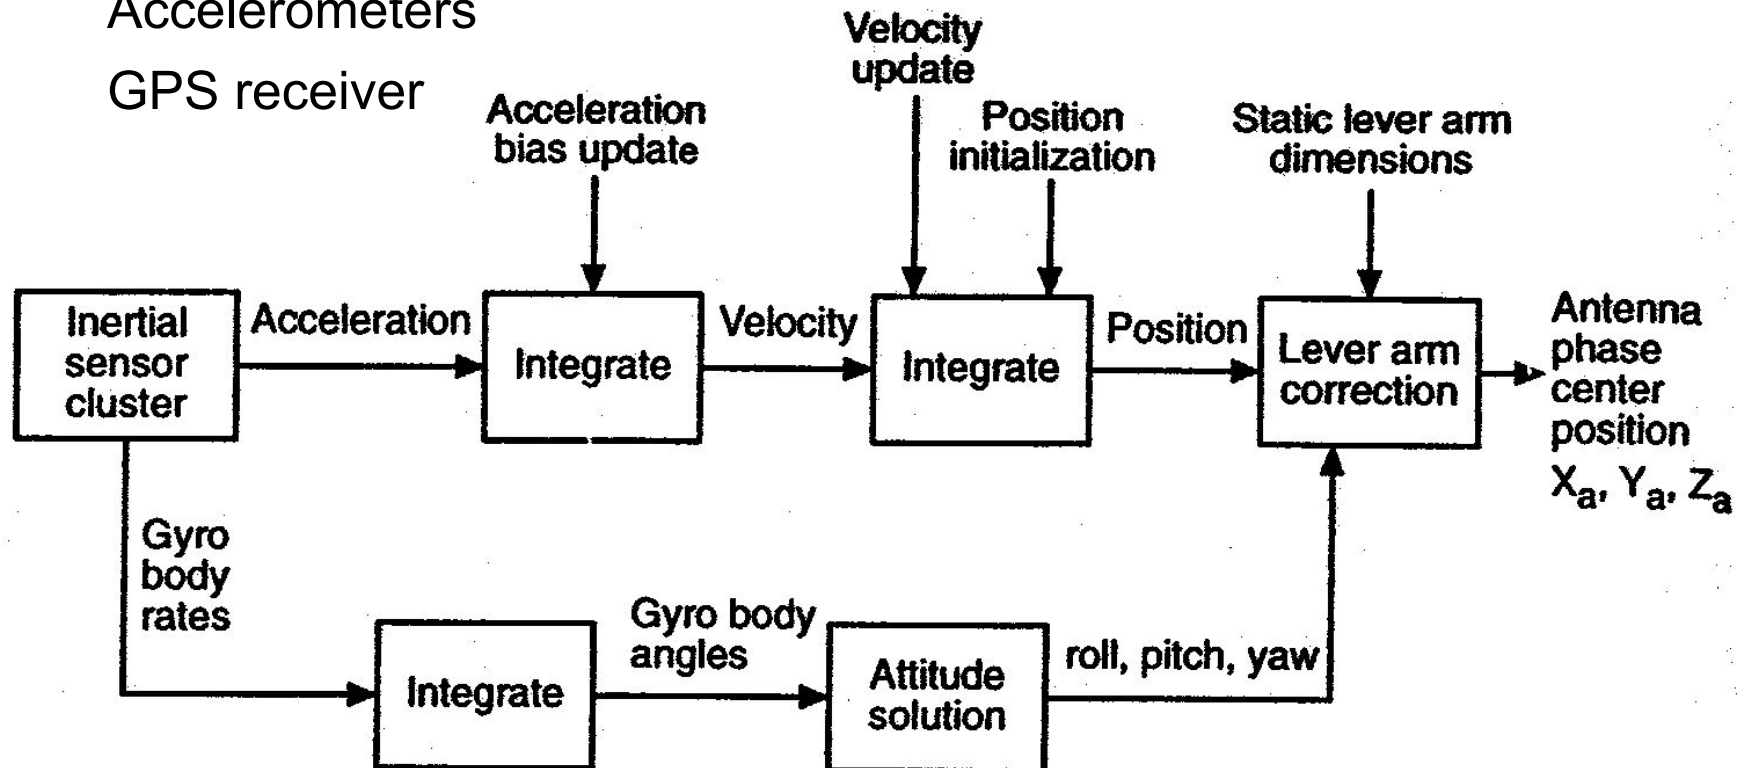 Accelerometers
GPS receiver
Velocity
update
Acceleration
bias update
Position
initialization
Static lever arm
dimensions
Inertial
sensor
cluster
Acceleration
Integrate
Velocity
Integrate
Position
Lever arm
correction
Antenna
phase
center
position
Xa, Ya, Za
Gyro
body
rates
Integrate
Gyro body
angles
Attitude
solution
roll, pitch, yaw